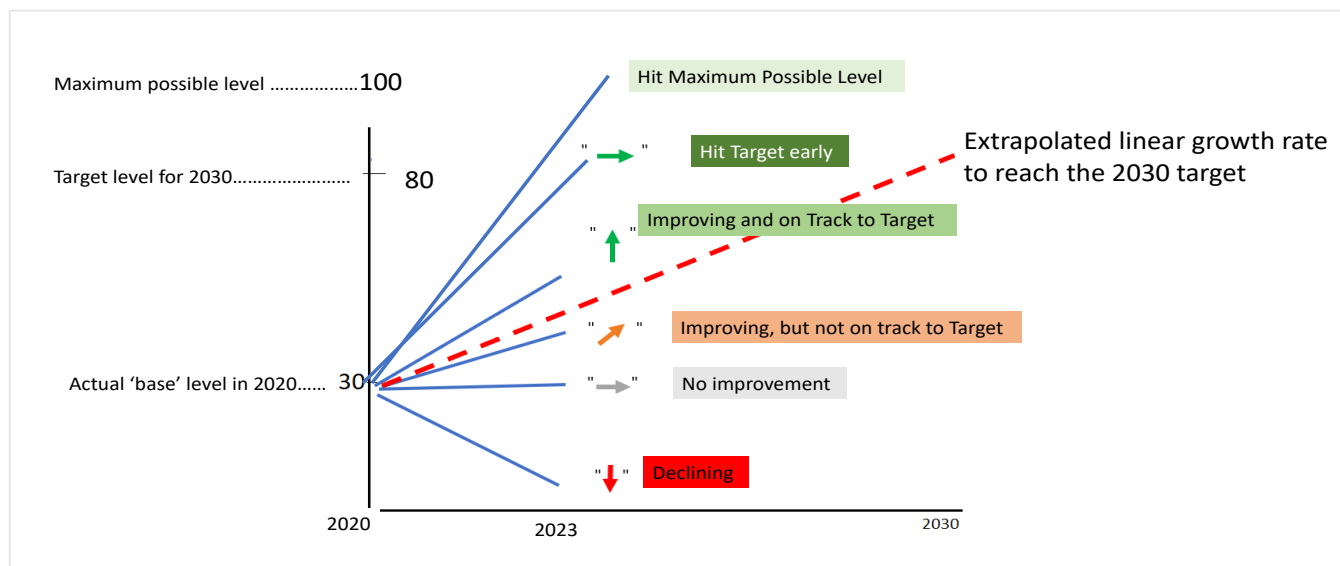 Maximum possible level ………………100
Hit Maximum Possible Level
" " Hit Target early
Extrapolated linear growth rate
to reach the 2030 target
Target level for 2030…………………… 80
" " Improving and on Track to Target
" " Improving, but not on track to Target
Actual ‘base’ level in 2020…… 30
" " No improvement
" " Declining
2020
2023
2030